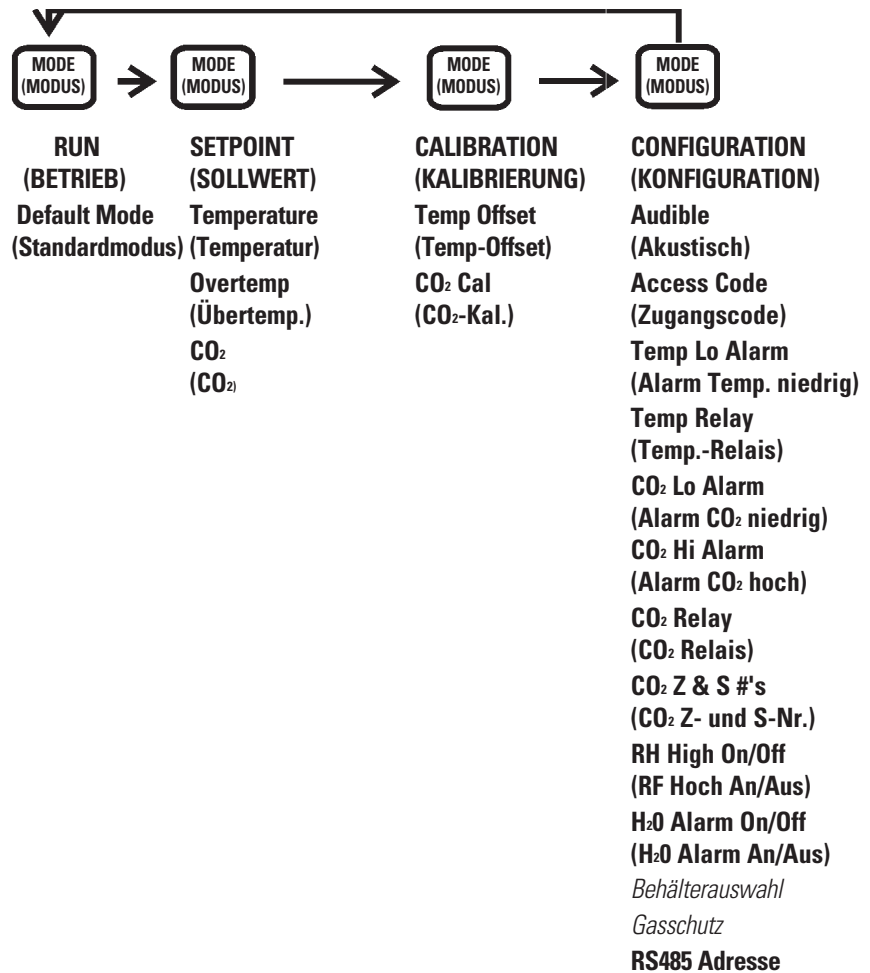 MODE
(MODUS)
MODE
(MODUS)
MODE
(MODUS)
MODE
(MODUS)
RUN
(BETRIEB)
Default Mode
(Standardmodus)
SETPOINT
(SOLLWERT)
Temperature
(Temperatur)
Overtemp
(Übertemp.)
CO₂
(CO₂)
CALIBRATION
(KALIBRIERUNG)
Temp Offset
(Temp-Offset)
CO₂ Cal
(CO₂-Kal.)
CONFIGURATION
(KONFIGURATION)
Audible
(Akustisch)
Access Code
(Zugangscode)
Temp Lo Alarm
(Alarm Temp. niedrig)
Temp Relay
(Temp.-Relais)
CO₂ Lo Alarm
(Alarm CO₂ niedrig)
CO₂ Hi Alarm
(Alarm CO₂ hoch)
CO₂ Relay
(CO₂ Relais)
CO₂ Z & S #'s
(CO₂ Z- und S-Nr.)
RH High On/Off
(RF Hoch An/Aus)
H₂0 Alarm On/Off
(H₂0 Alarm An/Aus)
Behälterauswahl
Gasschutz
RS485 Adresse